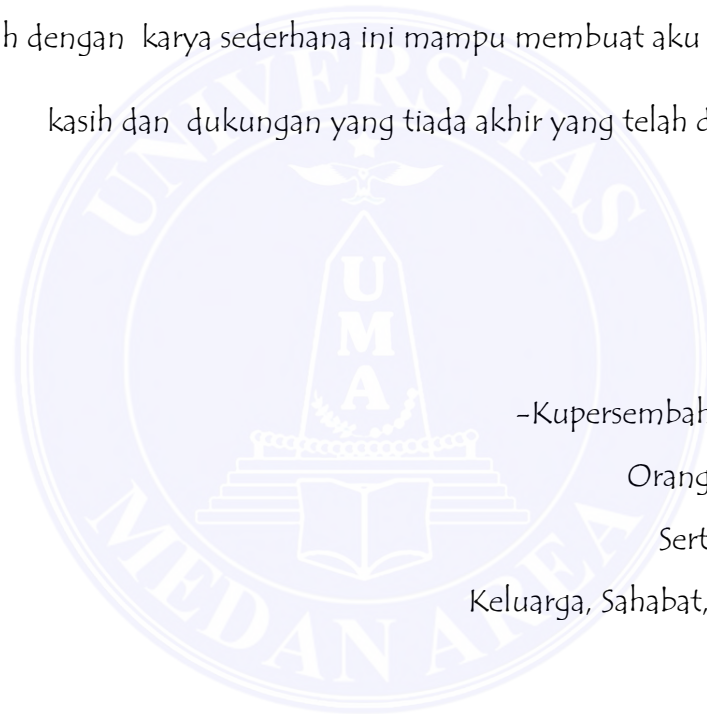 h dengan karya sederhana ini mampu membuat aku
kasih dan dukungan yang tiada akhir yang telah d
UNIVERSITAS
UMA
-Kupersembah
Orang
Sert
Keluarga, Sahabat,
MEDAN AREA